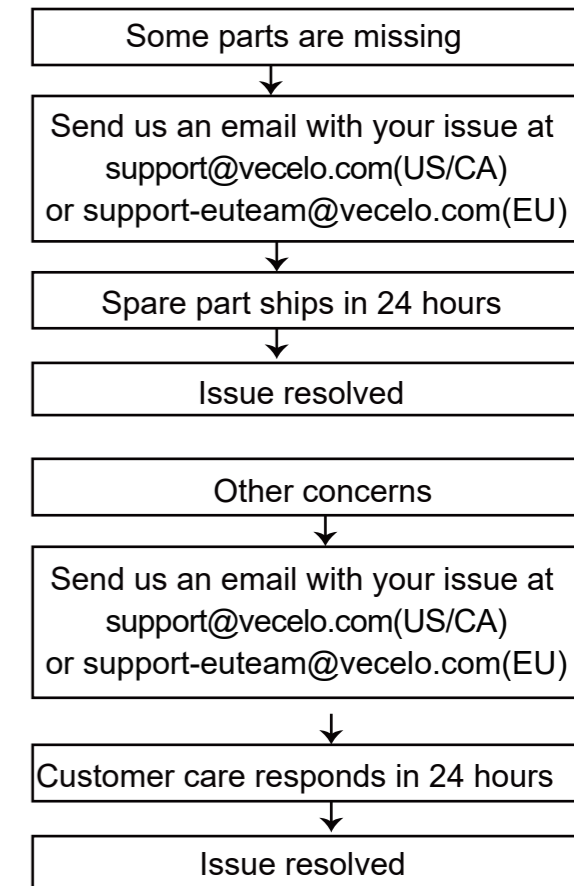 Some parts are missing
Send us an email with your issue at
support@vecelo.com(US/CA)
or support-euteam@vecelo.com(EU)
Spare part ships in 24 hours
Issue resolved
Other concerns
Send us an email with your issue at
support@vecelo.com(US/CA)
or support-euteam@vecelo.com(EU)
Customer care responds in 24 hours
Issue resolved